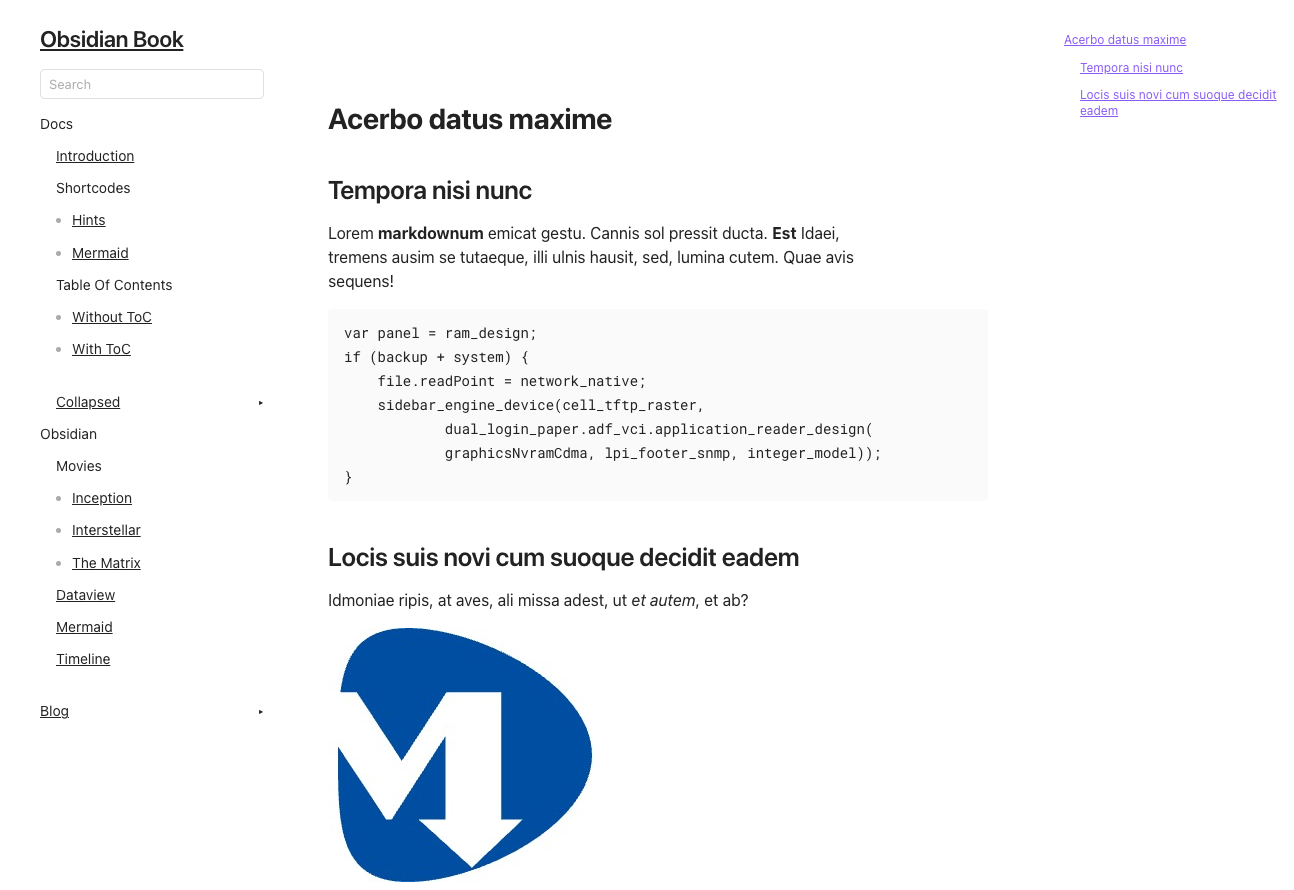 Obsidian Book
Search
Docs
Introduction
Shortcodes
Hints
Mermaid
Table Of Contents
Without ToC
With ToC
Collapsed
Obsidian
Movies
Inception
Interstellar
The Matrix
Dataview
Mermaid
Timeline
Blog
Acerbo datus maxime
Tempora nisi nunc
Lorem markdownum emicat gestu. Cannis sol pressit ducta. Est Idaei,
tremens ausim se tutaeque, illi ulnis hausit, sed, lumina cutem. Quae avis
sequens!
var panel = ram_design;
if (backup + system) {
    file.readPoint = network_native;
    sidebar_engine_device(cell_tftp_raster,
            dual_login_paper.adf_vci.application_reader_design(
            graphicsNvramCdma, lpi_footer_snmp, integer_model));
}
Locis suis novi cum suoque decidit eadem
Idmoniae ripis, at aves, ali missa adest, ut et autem, et ab?
M
Acerbo datus maxime
Tempora nisi nunc
Locis suis novi cum suoque decidit
eadem